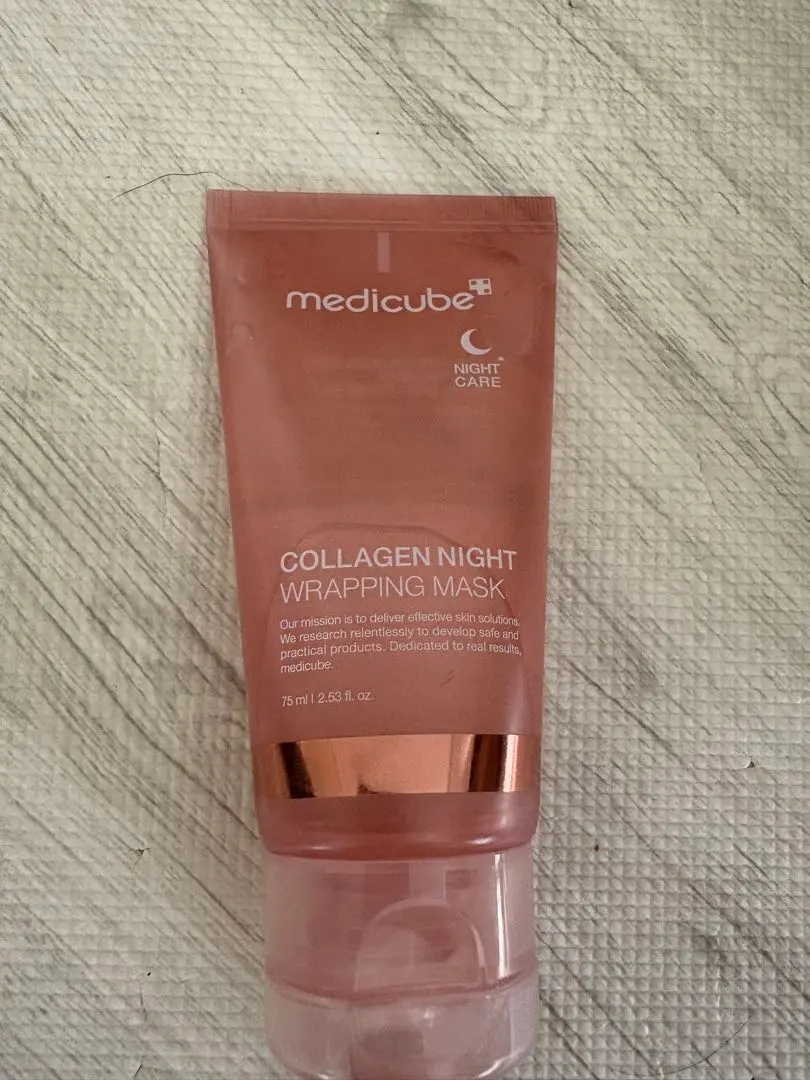 medicube
NIGHT
CARE
COLLAGEN NIGHT
WRAPPING MASK
Our mission is to deliver effective skin solutions.
We research relentlessly to develop safe and
practical products. Dedicated to real results,
medicube.
75 ml | 2.53 fl. oz.